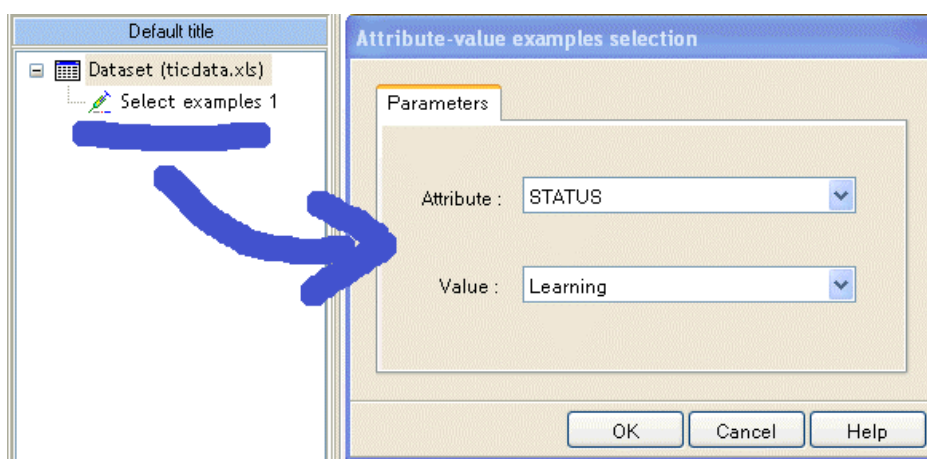 Default title
Dataset (ticdata.xls)
Select examples 1
Attribute-value examples selection
Parameters
Attribute : STATUS
Value : Learning
OK Cancel Help